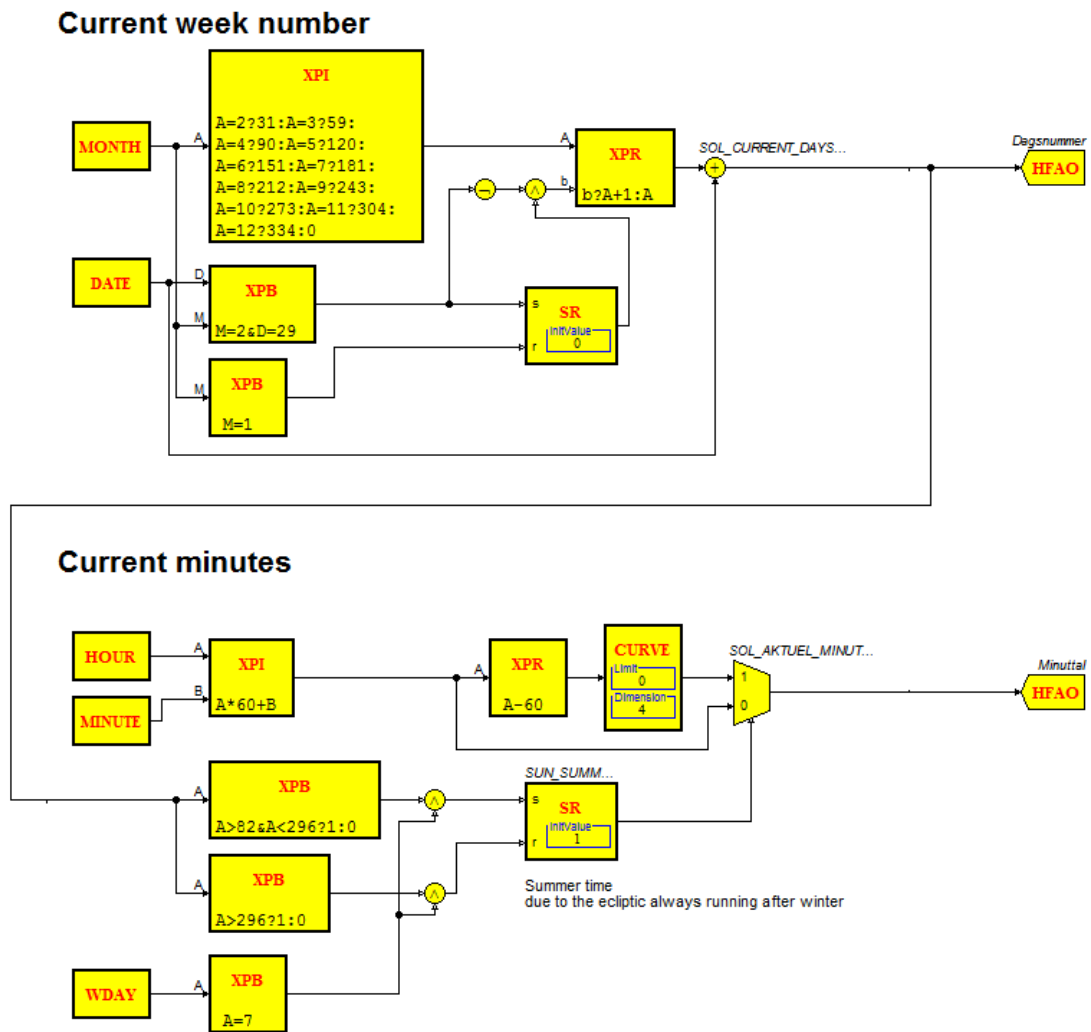 Current week number
XPI
A=2?31:A=3?59:
A=4?90:A=5?120:
A=6?151:A=7?181:
A=8?212:A=9?243:
A=10?273:A=11?304:
A=12?334:0
MONTH
A
A
XPR
b
b?A+1:A
SOL_CURRENT_DAYS...
+
Dagsnummer
HFAO
¬
^
DATE
D
M
XPB
M=2&D=29
s
SR
InitValue
0
r
M
XPB
M=1
Current minutes
HOUR
A
MINUTE
B
XPI
A*60+B
A
XPR
A-60
CURVE
Limit
0
Dimension
4
SOL_AKTUEL_MINUT...
1
0
Minuttal
HFAO
A
XPB
A>82&A<296?1:0
^
SUN_SUMM...
s
SR
InitValue
1
r
A
XPB
A>296?1:0
^
Summer time
due to the ecliptic always running after winter
WDAY
A
XPB
A=7